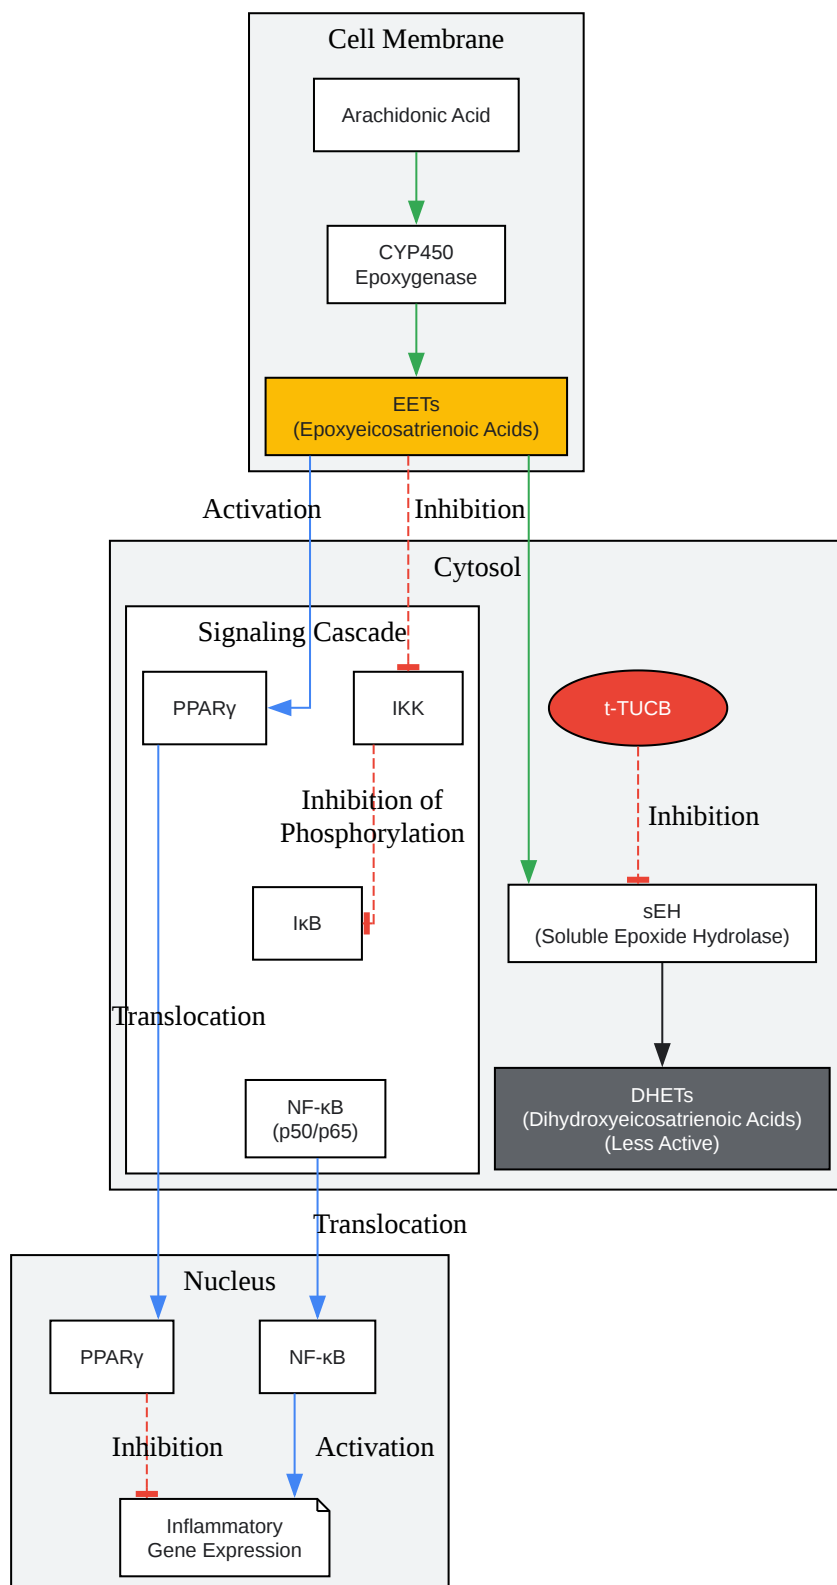 Cell Membrane
Arachidonic Acid
CYP450
Epoxygenase
EETs
(Epoxyeicosatrienoic Acids)
Activation
Inhibition
Cytosol
Signaling Cascade
PPARγ
IKK
t-TUCB
Inhibition of
Phosphorylation
Inhibition
IκB
sEH
(Soluble Epoxide Hydrolase)
Translocation
NF-κB
(p50/p65)
DHETs
(Dihydroxyeicosatrienoic Acids)
(Less Active)
Translocation
Nucleus
PPARγ
NF-κB
Inhibition
Activation
Inflammatory
Gene Expression